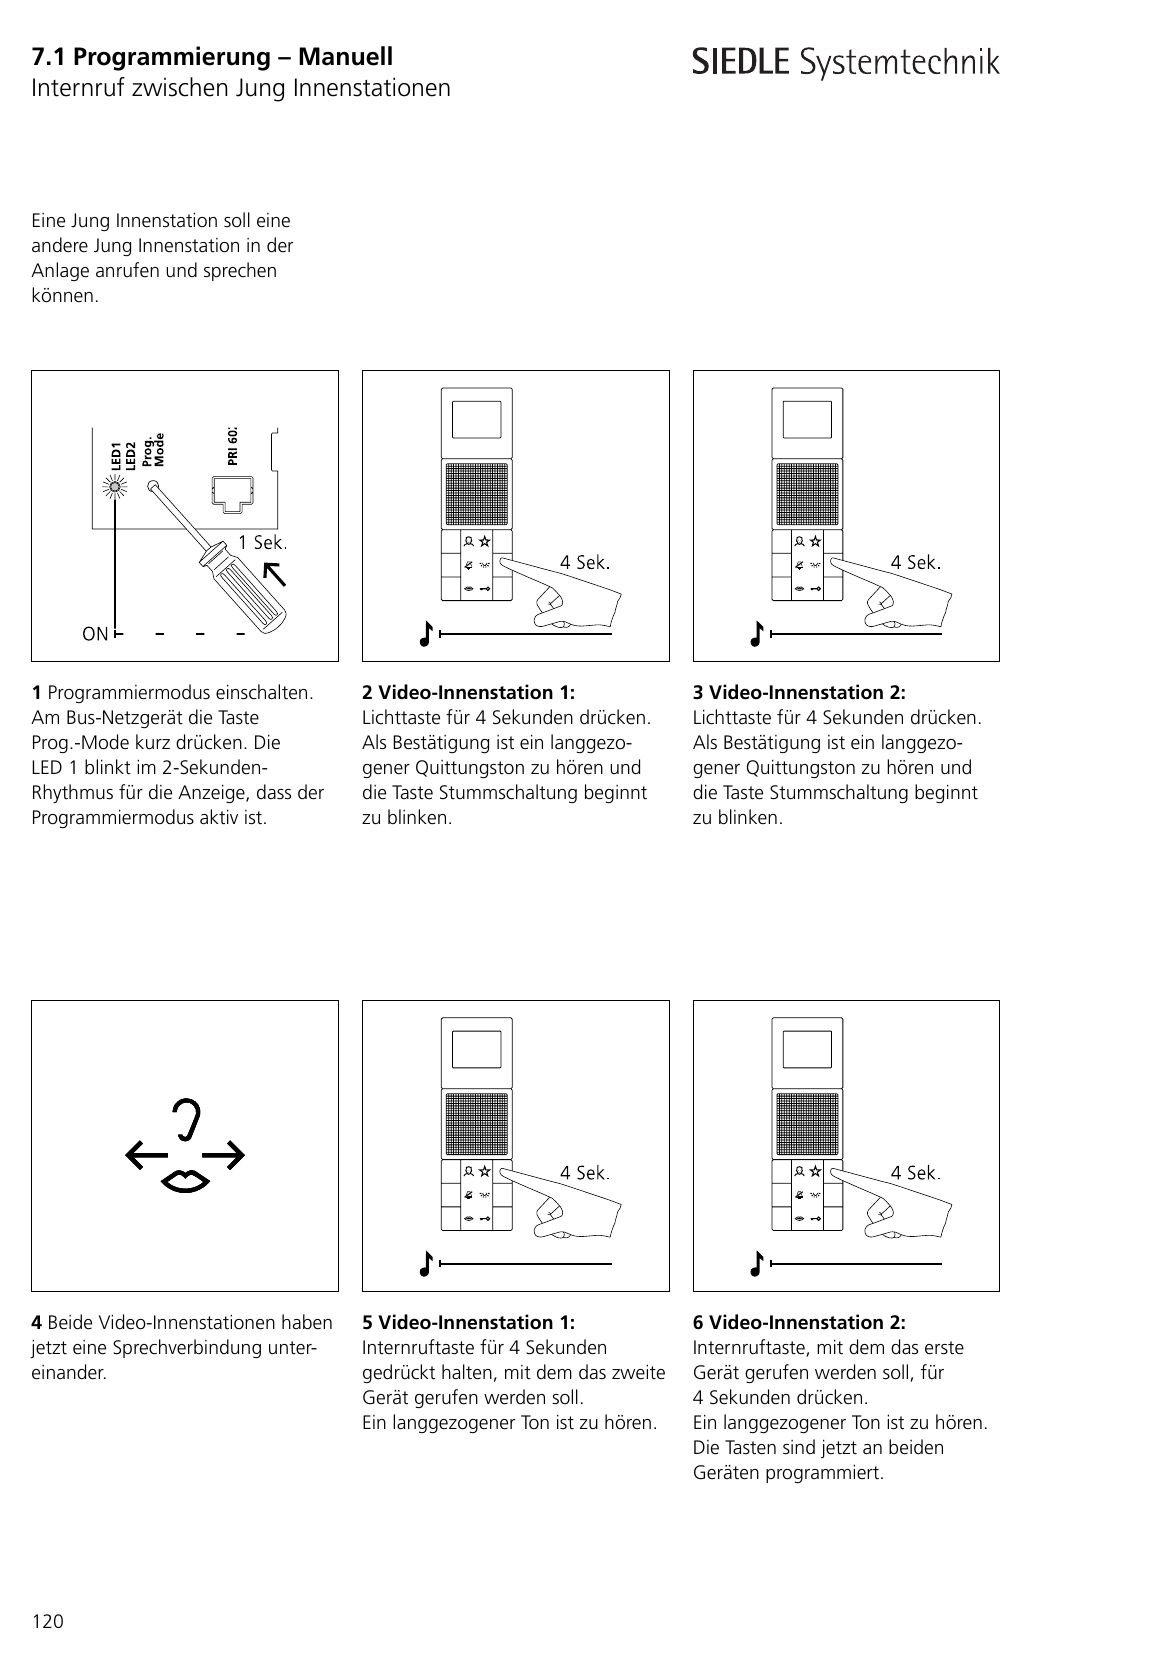 7.1 Programmierung – Manuell
Internruf zwischen Jung Innenstationen
SIEDLE Systemtechnik
Eine Jung Innenstation soll eine
andere Jung Innenstation in der
Anlage anrufen und sprechen
können.
LED1
LED2
Prog.
Mode
PRI 602
1 Sek.
ON
4 Sek.
4 Sek.
1 Programmiermodus einschalten.
Am Bus-Netzgerät die Taste
Prog.-Mode kurz drücken. Die
LED 1 blinkt im 2-Sekunden-
Rhythmus für die Anzeige, dass der
Programmiermodus aktiv ist.
2 Video-Innenstation 1:
Lichttaste für 4 Sekunden drücken.
Als Bestätigung ist ein langgezo-
gener Quittungston zu hören und
die Taste Stummschaltung beginnt
zu blinken.
3 Video-Innenstation 2:
Lichttaste für 4 Sekunden drücken.
Als Bestätigung ist ein langgezo-
gener Quittungston zu hören und
die Taste Stummschaltung beginnt
zu blinken.
4 Sek.
4 Sek.
4 Beide Video-Innenstationen haben
jetzt eine Sprechverbindung unter-
einander.
5 Video-Innenstation 1:
Internruftaste für 4 Sekunden
gedrückt halten, mit dem das zweite
Gerät gerufen werden soll.
Ein langgezogener Ton ist zu hören.
6 Video-Innenstation 2:
Internruftaste, mit dem das erste
Gerät gerufen werden soll, für
4 Sekunden drücken.
Ein langgezogener Ton ist zu hören.
Die Tasten sind jetzt an beiden
Geräten programmiert.
120